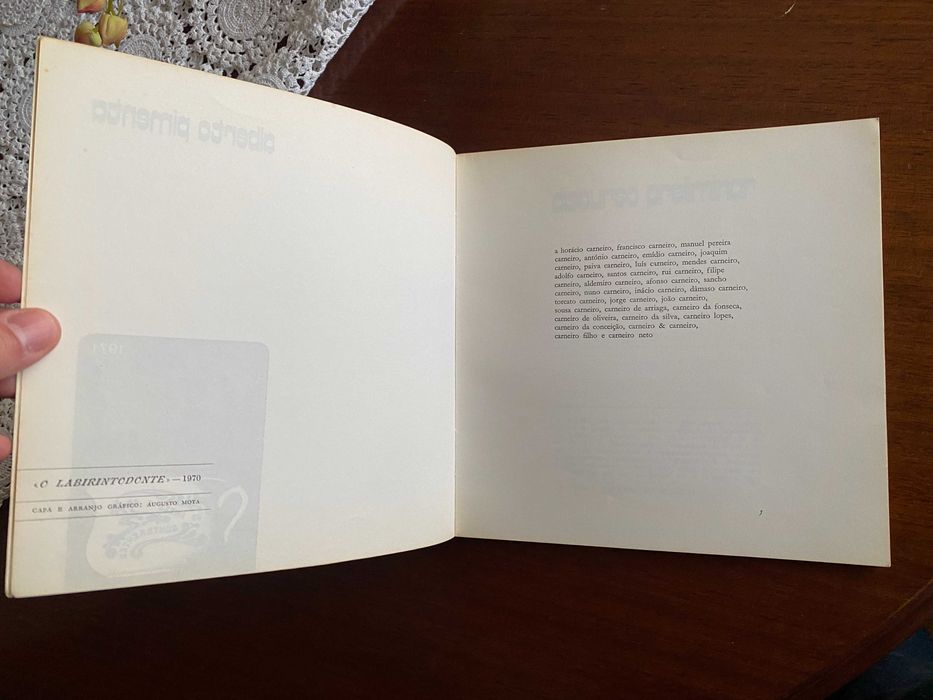 alberto pimenta
1971
«O LABIRINTODONTE» — 1970
CAPA E ARRANJO GRÁFICO: AUGUSTO MOTA
a horácio carneiro, francisco carneiro, manuel pereira
carneiro, antónio carneiro, emídio carneiro, joaquim
carneiro, paiva carneiro, luís carneiro, mendes carneiro,
adolfo carneiro, santos carneiro, rui carneiro, filipe
carneiro, aldemiro carneiro, afonso carneiro, sancho
carneiro, nuno carneiro, inácio carneiro, dâmaso carneiro,
torcato carneiro, jorge carneiro, joão carneiro,
sousa carneiro, carneiro de arriaga, carneiro da fonseca,
carneiro de oliveira, carneiro da silva, carneiro lopes,
carneiro da conceição, carneiro & carneiro,
carneiro filho e carneiro neto